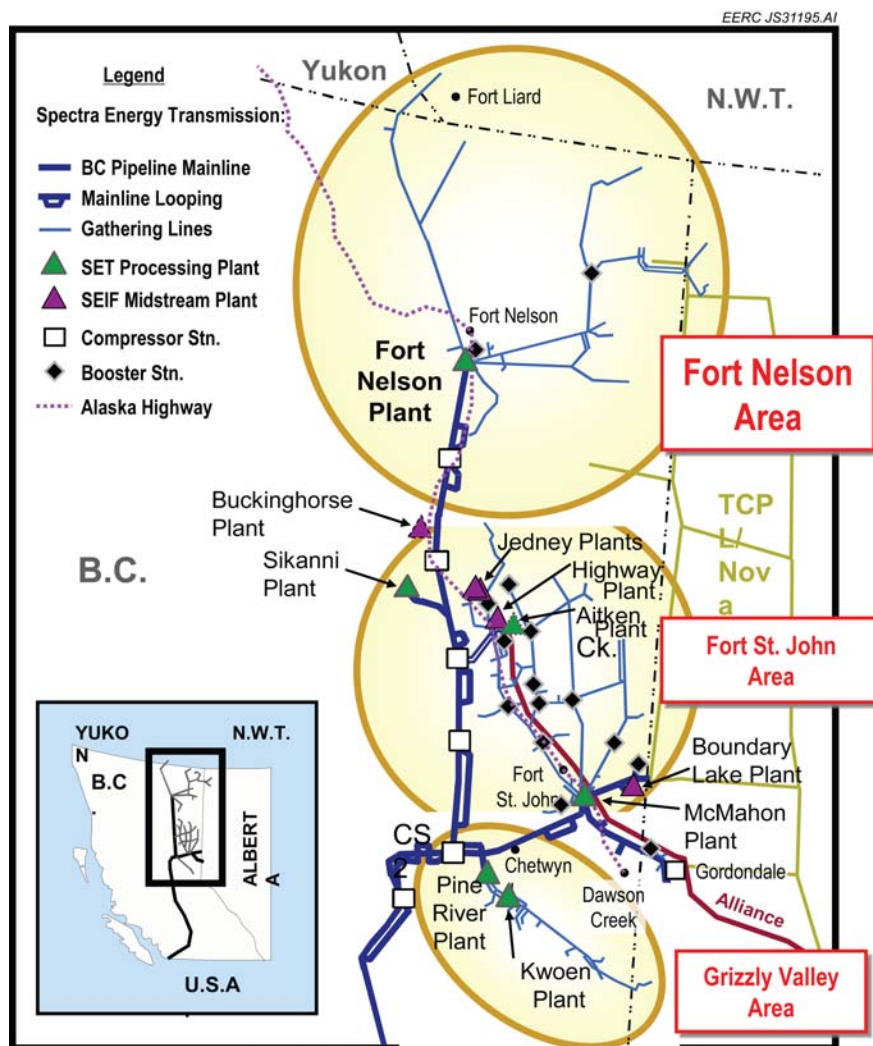 EERC JS31195.AI
Legend
Spectra Energy Transmission:
BC Pipeline Mainline
Mainline Looping
Gathering Lines
SET Processing Plant
SEIF Midstream Plant
Compressor Stn.
Booster Stn.
Alaska Highway
Yukon
N.W.T.
Fort Liard
Fort Nelson
Fort
Nelson
Plant
Fort Nelson
Area
Buckinghorse
Plant
Sikanni
Plant
B.C.
Jedney Plants
Highway
Plant
Aitken
Plant
Ck.
TCP
L/
Nov
a
Fort St. John
Area
Boundary
Lake Plant
Fort
St. John
McMahon
Plant
CS
2
Chetwyn
Gordondale
Dawson
Creek
Pine
River
Plant
Alliance
Kwoen
Plant
Grizzly Valley
Area
YUKO
N
N.W.T.
B.C
ALBERT
A
U.S.A